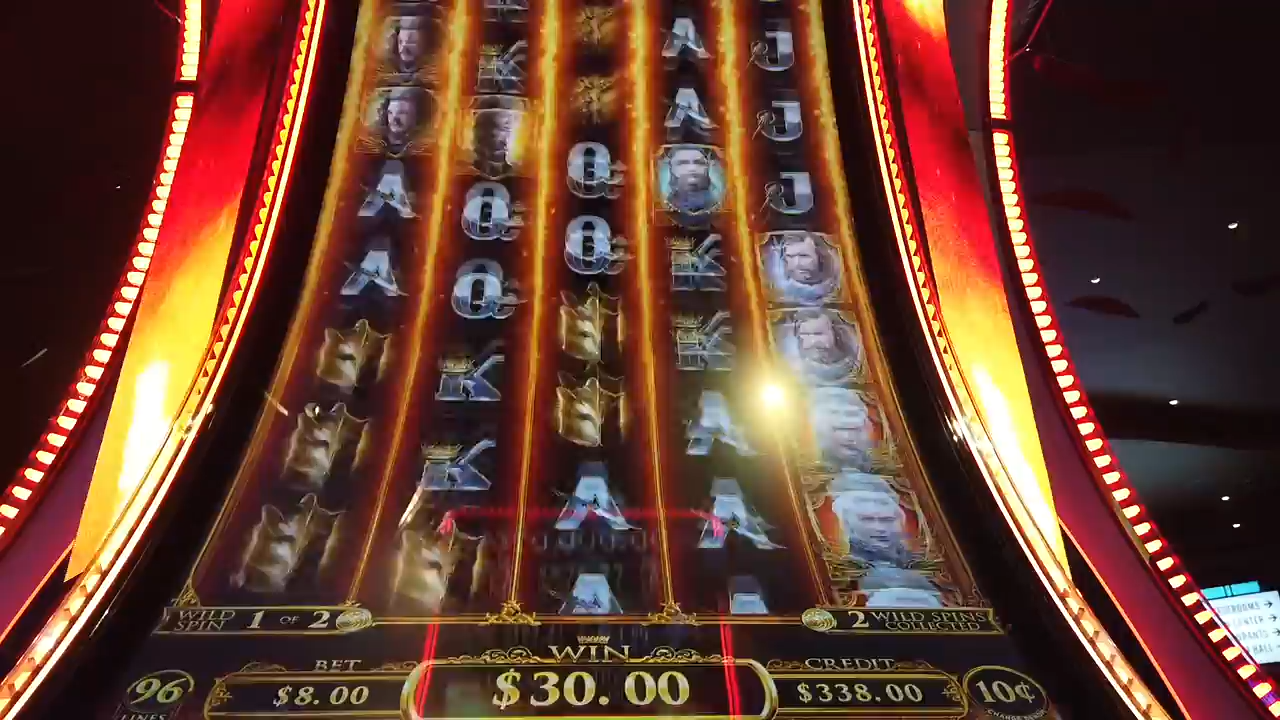 K
A
J
K
A
J
A
Q
J
A
Q
Q
K
Q
K
K
A
K
A
A
A
WILD SPIN 1 OF 2
2 WILD SPINS COLLECTED
BET
WIN
CREDIT
96 LINES
$8.00
$30.00
$338.00
10¢